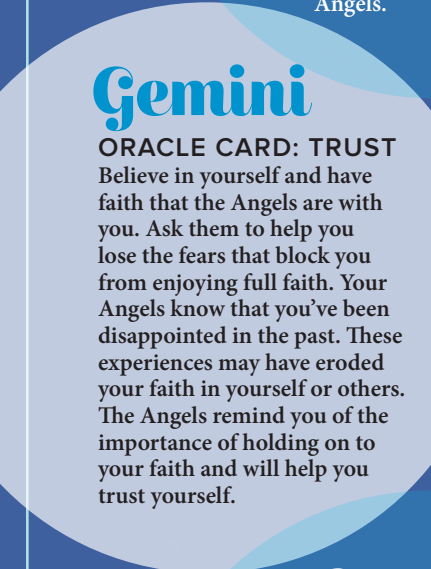 Angels.
Gemini
ORACLE CARD: TRUST
Believe in yourself and have
faith that the Angels are with
you. Ask them to help you
lose the fears that block you
from enjoying full faith. Your
Angels know that you’ve been
disappointed in the past. These
experiences may have eroded
your faith in yourself or others.
The Angels remind you of the
importance of holding on to
your faith and will help you
trust yourself.